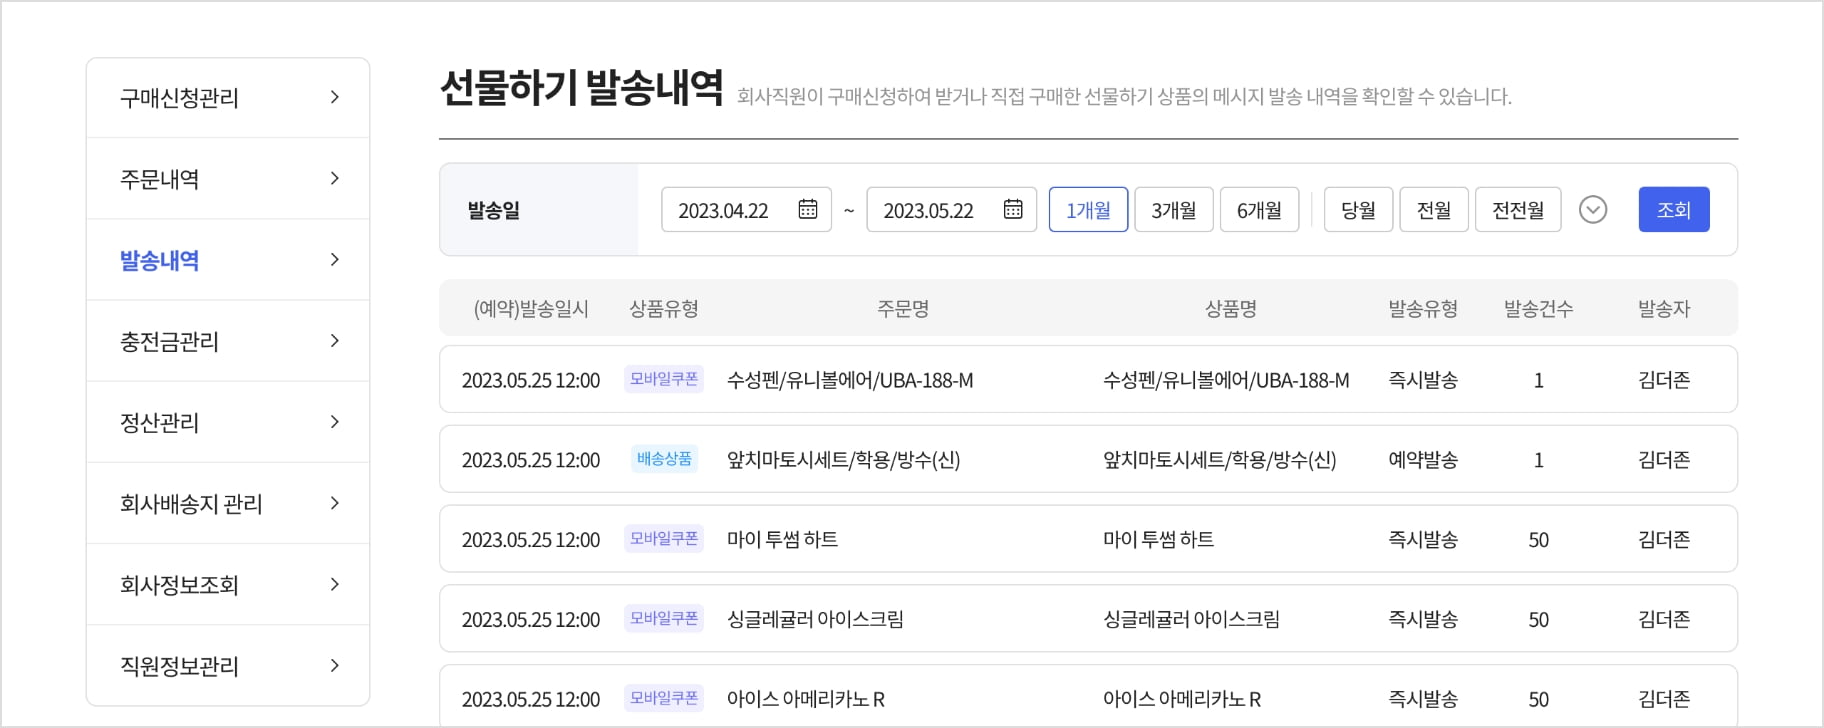 구매신청관리
주문내역
발송내역
충전금관리
정산관리
회사배송지 관리
회사정보조회
직원정보관리
선물하기 발송내역 회사직원이 구매신청하여 받거나 직접 구매한 선물하기 상품의 메시지 발송 내역을 확인할 수 있습니다.
발송일 2023.04.22 ~ 2023.05.22 1개월 3개월 6개월 당월 전월 전전월 조회
(예약)발송일시 상품유형 주문명 상품명 발송유형 발송건수 발송자
2023.05.25 12:00 모바일쿠폰 수성펜/유니볼에어/UBA-188-M 수성펜/유니볼에어/UBA-188-M 즉시발송 1 김더존
2023.05.25 12:00 배송상품 앞치마토시세트/학용/방수(신) 앞치마토시세트/학용/방수(신) 예약발송 1 김더존
2023.05.25 12:00 모바일쿠폰 마이 투썸 하트 마이 투썸 하트 즉시발송 50 김더존
2023.05.25 12:00 모바일쿠폰 싱글레귤러 아이스크림 싱글레귤러 아이스크림 즉시발송 50 김더존
2023.05.25 12:00 모바일쿠폰 아이스 아메리카노 R 아이스 아메리카노 R 즉시발송 50 김더존